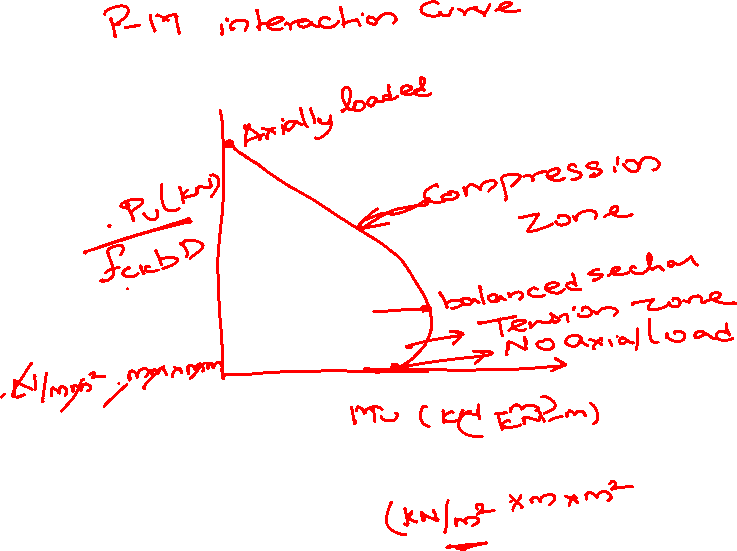 P-M interaction Curve
Axially loaded
Pu(kN)
fckbD
Compression
zone
balanced section
Tension zone
No axial load
N/mm² . mm x mm
Mu (kN kN-m)
(kN/m² x m x m²